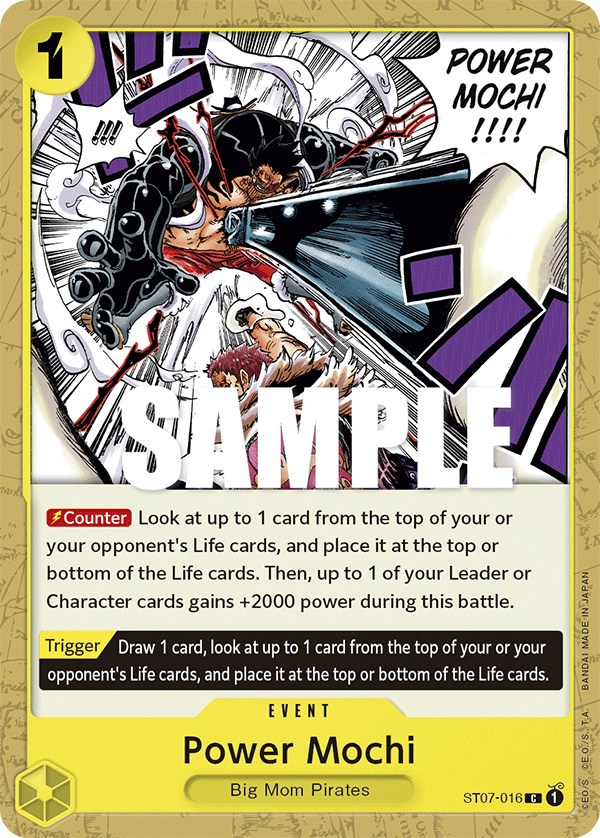 1
POWER
MOCHI
!!!!
!!!
SAMPLE
Counter Look at up to 1 card from the top of your or
your opponent's Life cards, and place it at the top or
bottom of the Life cards. Then, up to 1 of your Leader or
Character cards gains +2000 power during this battle.
Trigger Draw 1 card, look at up to 1 card from the top of your or your
opponent's Life cards, and place it at the top or bottom of the Life cards.
EVENT
Power Mochi
Big Mom Pirates
ST07-016 C 1
©E.O./S. ©E.O./S.,T.A. BANDAI MADE IN JAPAN